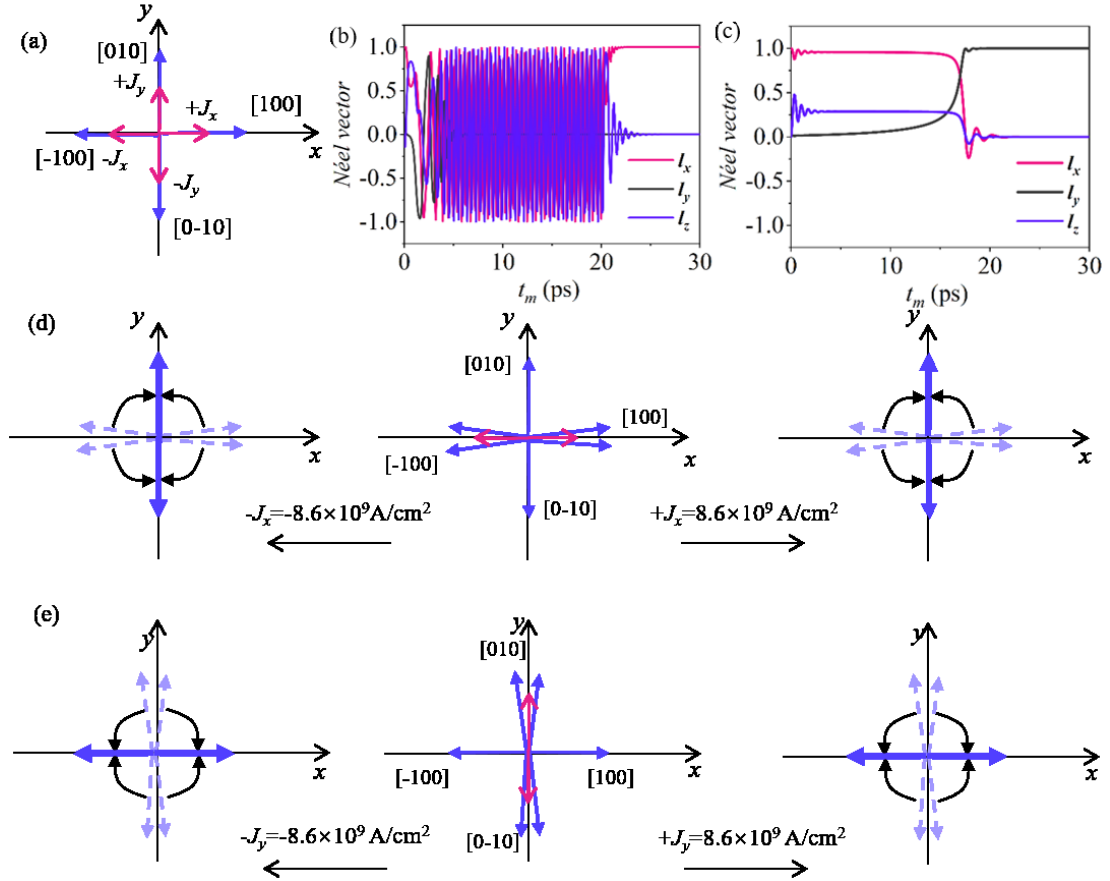 (a)
y
[010]
+Jy
+Jx
[100]
x
[-100]
-Jx
-Jy
[0-10]
(b)
Néel vector
1.0
0.5
0.0
-0.5
-1.0
lx
ly
lz
0 10 20 30
tm (ps)
(c)
Néel vector
1.0
0.5
0.0
-0.5
-1.0
lx
ly
lz
0 10 20 30
tm (ps)
(d)
y
x
y
[010]
[100]
[-100]
x
[0-10]
y
x
-Jx=-8.6×10⁹A/cm²
+Jx=8.6×10⁹A/cm²
(e)
y
x
y
[010]
[-100]
[100]
x
[0-10]
y
x
-Jy=-8.6×10⁹A/cm²
+Jy=8.6×10⁹A/cm²